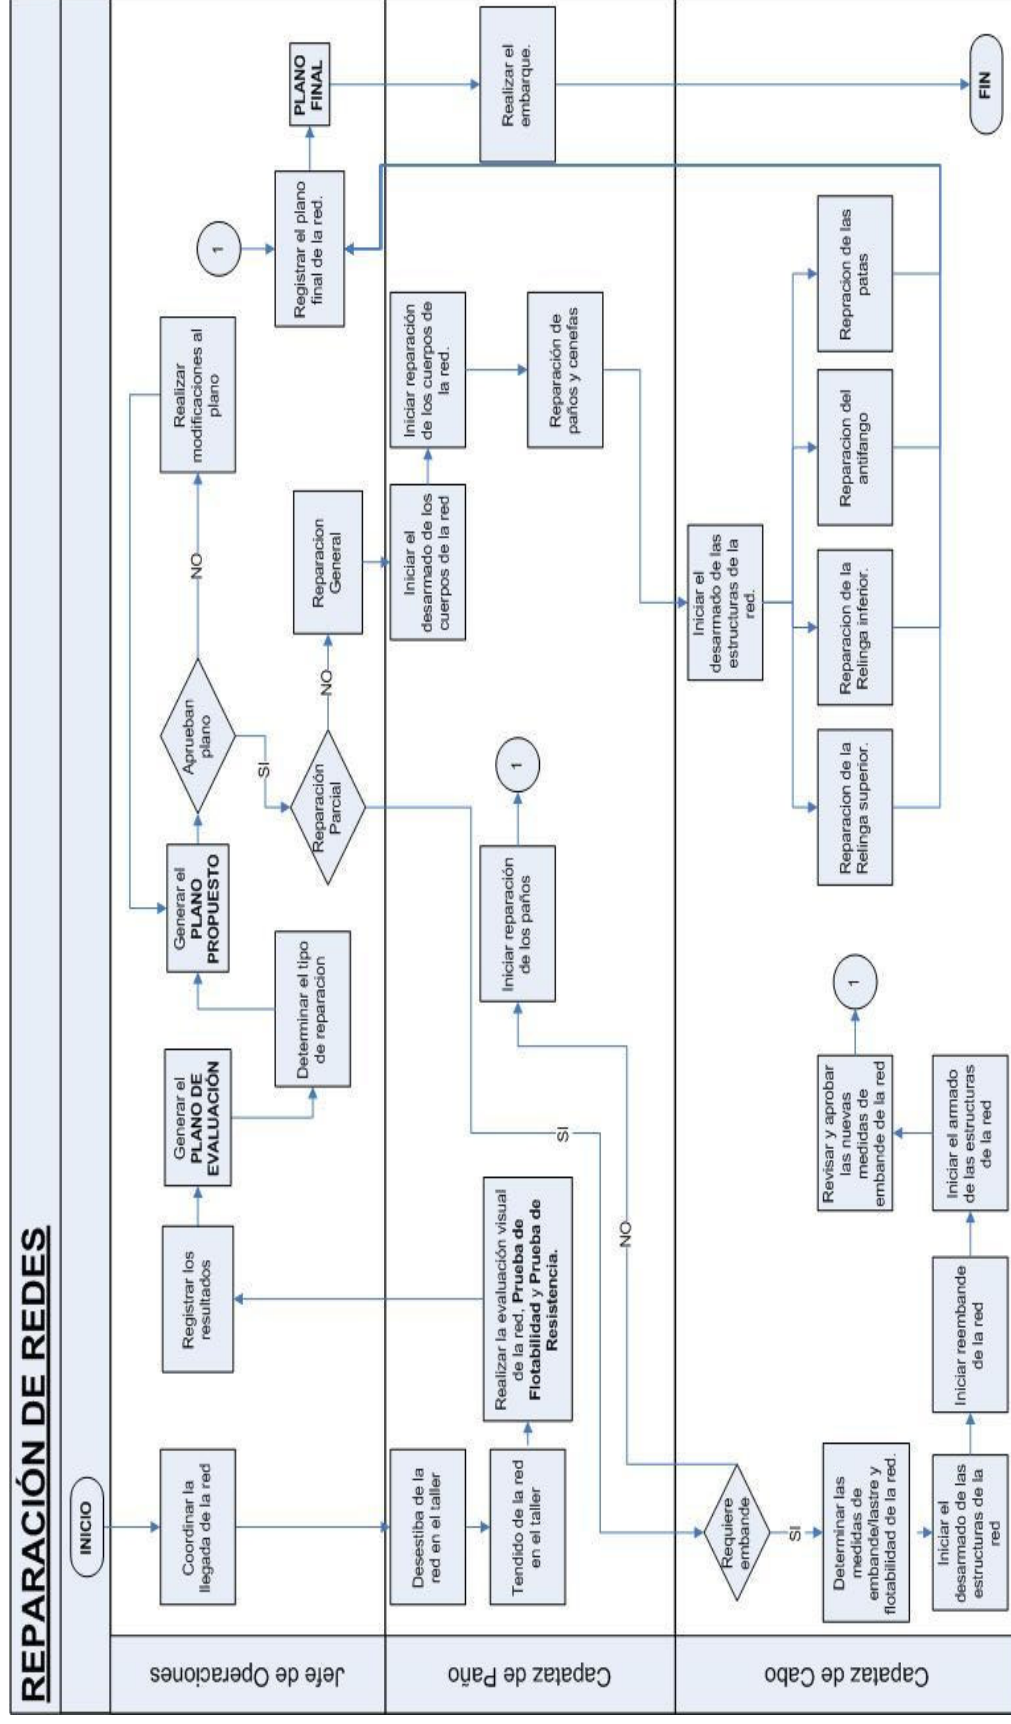 REPARACIÓN DE REDES
INICIO
Jefe de Operaciones
Coordinar la
llegada de la red
Registrar los
resultados
Generar el
PLANO DE
EVALUACIÓN
Determinar el tipo
de reparacion
Generar el
PLANO
PROPUESTO
Aprueban
plano
NO
SI
Realizar
modificaciones al
plano
Reparación
Parcial
NO
Reparacion
General
1
Registrar el plano
final de la red.
PLANO
FINAL
Capataz de Paño
Desestiba de la
red en el taller
Tendido de la red
en el taller
Realizar la evaluación visual
de la red, Prueba de
Flotabilidad y Prueba de
Resistencia.
SI
NO
Iniciar reparación
de los paños
1
Iniciar el
desarmado de los
cuerpos de la red
Iniciar reparación
de los cuerpos de
la red.
Reparación de
paños y cenefas
Realizar el
embarque.
Capataz de Cabo
Requiere
embande
SI
Determinar las
medidas de
embande/lastre y
flotabilidad de la red.
Iniciar el
desarmado de las
estructuras de la
red
Iniciar reembande
de la red
Iniciar el armado
de las estructuras
de la red
Revisar y aprobar
las nuevas
medidas de
embande de la red
1
Iniciar el
desarmado de las
estructuras de la
red.
Reparacion de la
Relinga superior.
Reparacion de la
Relinga inferior.
Reparacion del
antifango
Repracion de las
patas
FIN